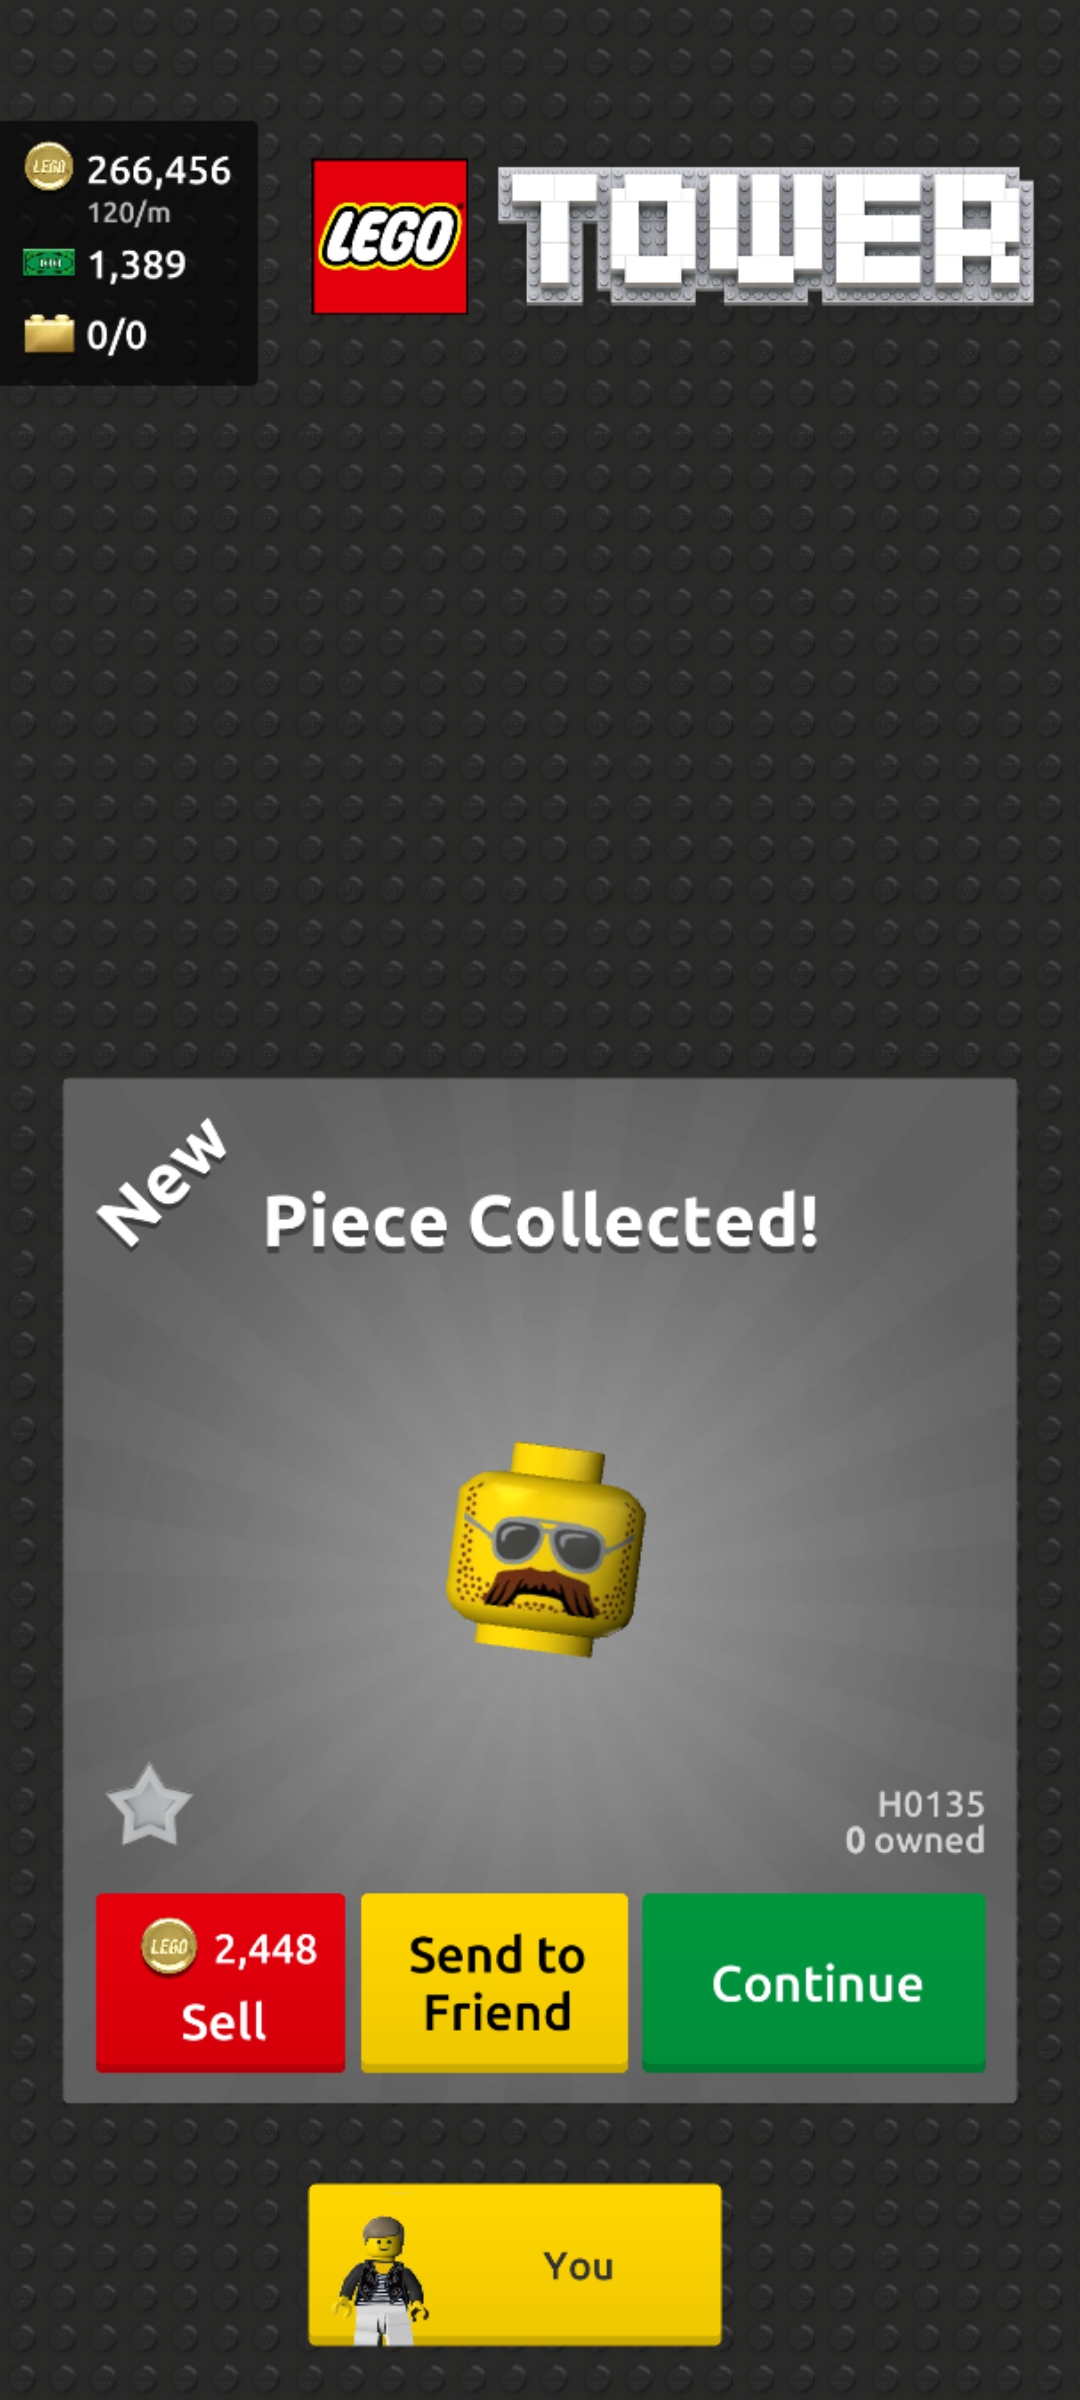 LEGO 266,456
120/m
1,389
0/0
LEGO TOWER
New
Piece Collected!
H0135
0 owned
LEGO 2,448
Sell
Send to
Friend
Continue
You